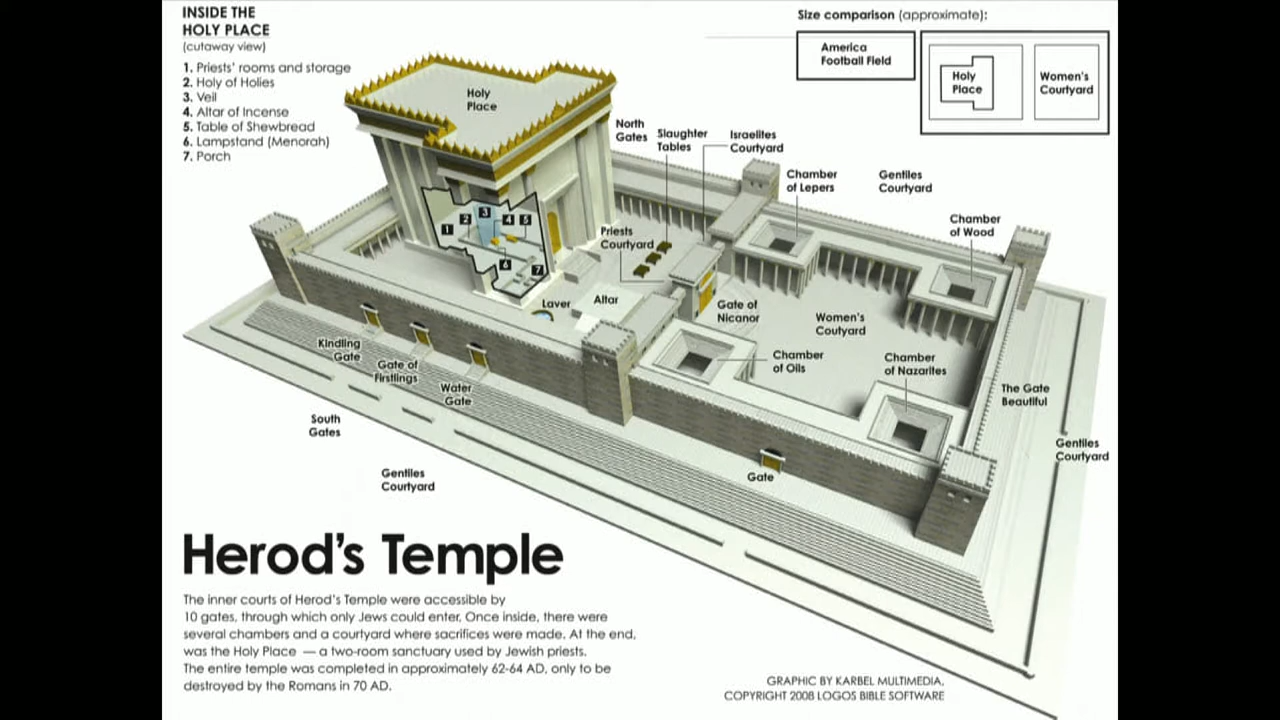 INSIDE THE
HOLY PLACE
(cutaway view)
1. Priests' rooms and storage
2. Holy of Holies
3. Veil
4. Altar of Incense
5. Table of Shewbread
6. Lampstand (Menorah)
7. Porch
Size comparison (approximate):
America
Football Field
Holy
Place
Women's
Courtyard
Holy
Place
North
Gates
Slaughter
Tables
Israelites
Courtyard
Chamber
of Lepers
Gentiles
Courtyard
Chamber
of Wood
Priests
Courtyard
1
2
3
4
5
6
7
Laver
Altar
Gate of
Nicanor
Women's
Coutyard
Chamber
of Oils
Chamber
of Nazarites
The Gate
Beautiful
Gentiles
Courtyard
Kindling
Gate
Gate of
Firstlings
Water
Gate
South
Gates
Gentiles
Courtyard
Gate
Herod's Temple
The inner courts of Herod's Temple were accessible by
10 gates, through which only Jews could enter. Once inside, there were
several chambers and a courtyard where sacrifices were made. At the end,
was the Holy Place — a two-room sanctuary used by Jewish priests.
The entire temple was completed in approximately 62-64 AD, only to be
destroyed by the Romans in 70 AD.
GRAPHIC BY KARBEL MULTIMEDIA,
COPYRIGHT 2008 LOGOS BIBLE SOFTWARE